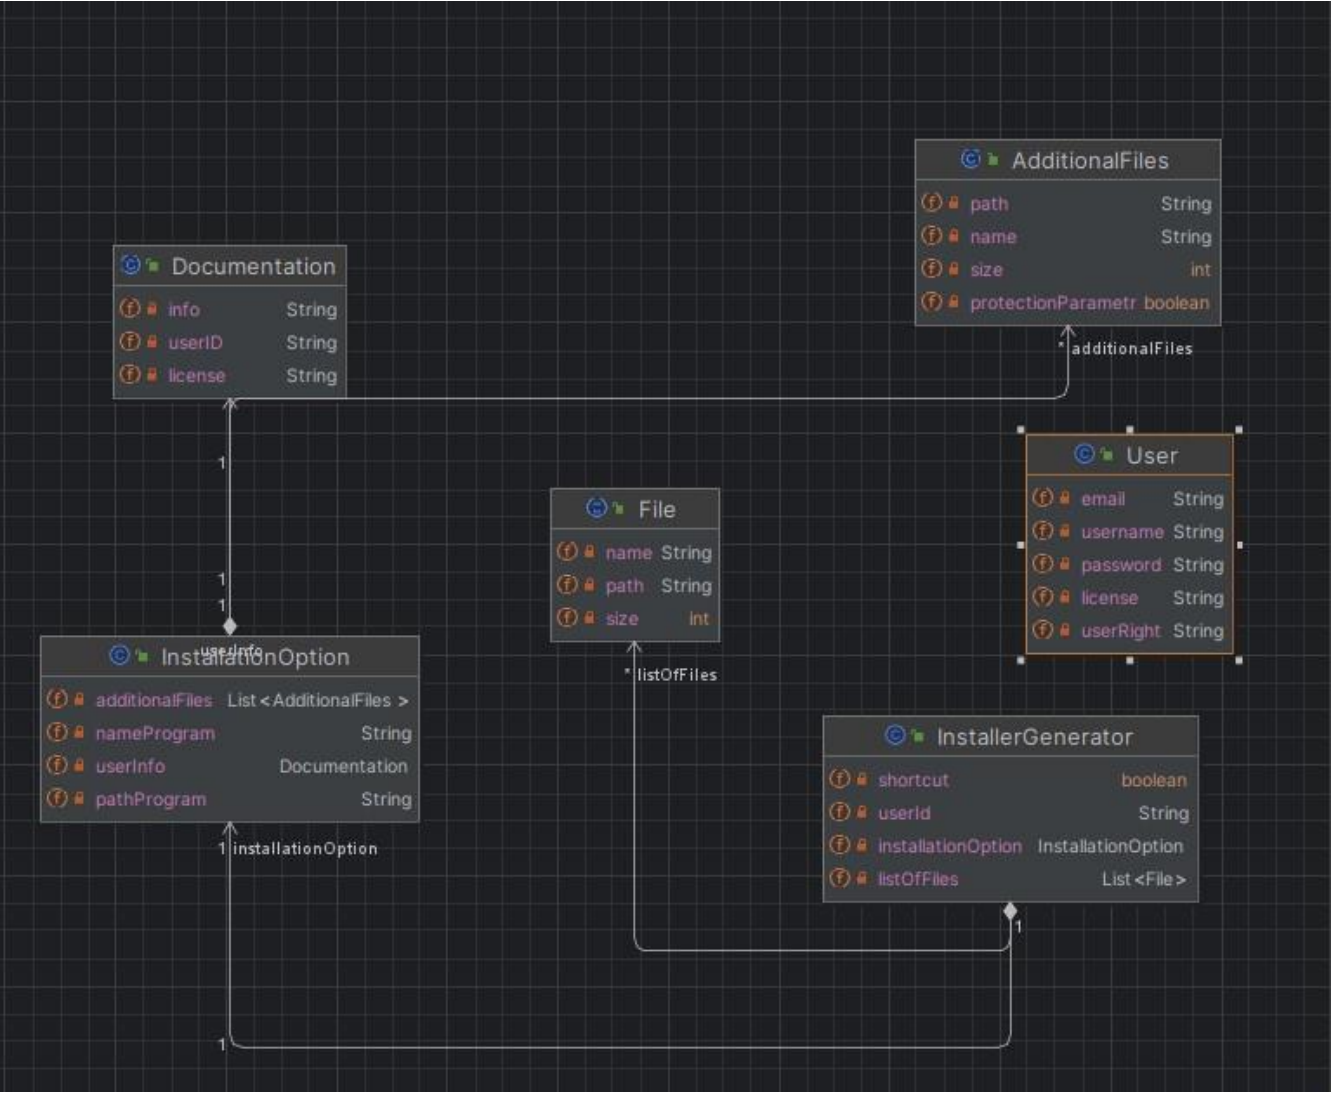 AdditionalFiles
path String
name String
size int
protectionParametr boolean
* additionalFiles
Documentation
info String
userID String
license String
1
1
1
userInfo
User
email String
username String
password String
license String
userRight String
File
name String
path String
size int
* listOfFiles
InstallationOption
additionalFiles List<AdditionalFiles >
nameProgram String
userInfo Documentation
pathProgram String
1 installationOption
InstallerGenerator
shortcut boolean
userId String
installationOption InstallationOption
listOfFiles List<File>
1
1